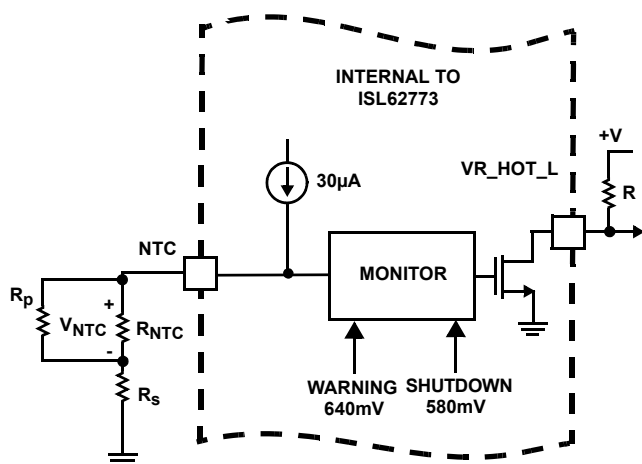 INTERNAL TO
ISL62773
+V
VR_HOT_L
R
30µA
NTC
MONITOR
Rp
+
VNTC
RNTC
-
Rs
WARNING
640mV
SHUTDOWN
580mV